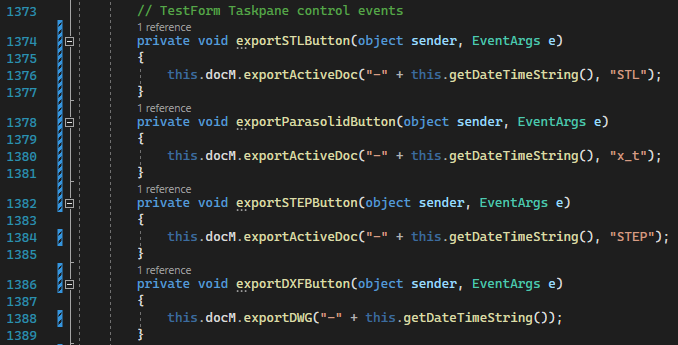 1373 // TestForm Taskpane control events
1 reference
1374 private void exportSTLButton(object sender, EventArgs e)
1375 {
1376 this.docM.exportActiveDoc("-" + this.getDateTimeString(), "STL");
1377 }
1 reference
1378 private void exportParasolidButton(object sender, EventArgs e)
1379 {
1380 this.docM.exportActiveDoc("-" + this.getDateTimeString(), "x_t");
1381 }
1 reference
1382 private void exportSTEPButton(object sender, EventArgs e)
1383 {
1384 this.docM.exportActiveDoc("-" + this.getDateTimeString(), "STEP");
1385 }
1 reference
1386 private void exportDXFButton(object sender, EventArgs e)
1387 {
1388 this.docM.exportDWG("-" + this.getDateTimeString());
1389 }